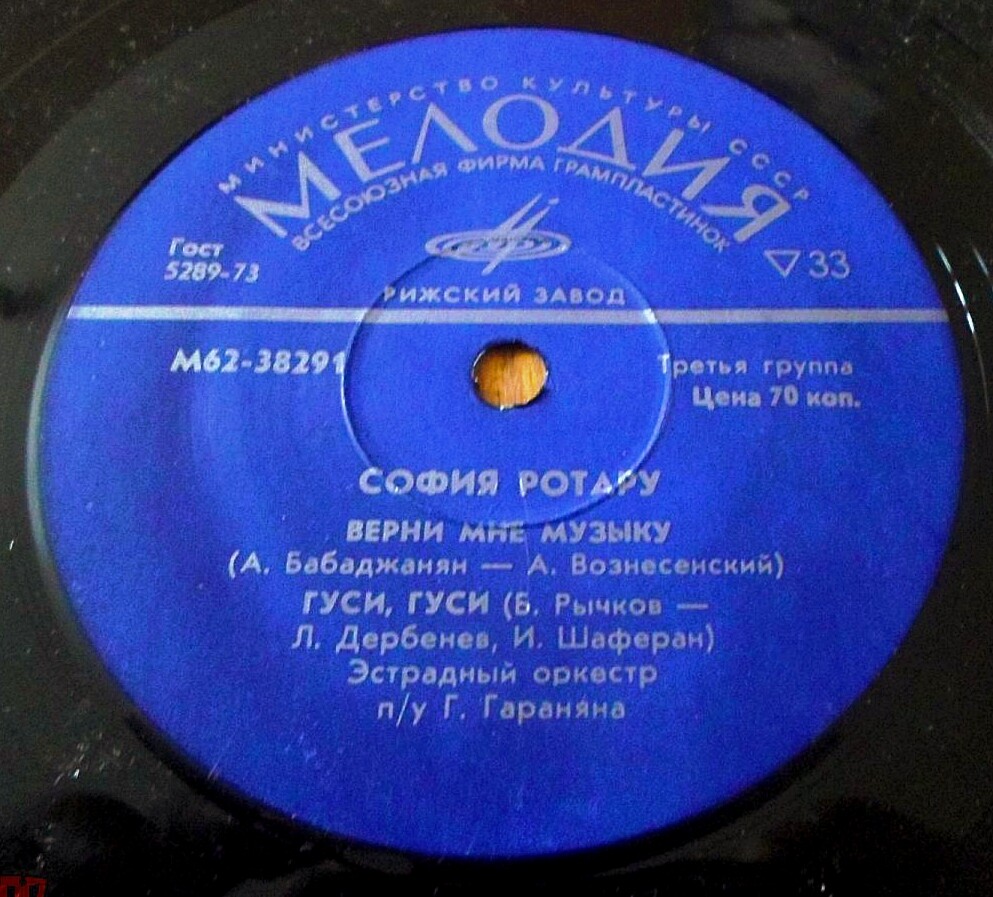 МИНИСТЕРСТВО КУЛЬТУРЫ СССР
МЕЛОДИЯ
ВСЕСОЮЗНАЯ ФИРМА ГРАМПЛАСТИНОК
Гост
5289-73
▽33
РИЖСКИЙ ЗАВОД
М62-38291
Третья группа
Цена 70 коп.
СОФИЯ РОТАРУ
ВЕРНИ МНЕ МУЗЫКУ
(А. Бабаджанян — А. Вознесенский)
ГУСИ, ГУСИ (Б. Рычков —
Л. Дербенев, И. Шаферан)
Эстрадный оркестр
п/у Г. Гараняна